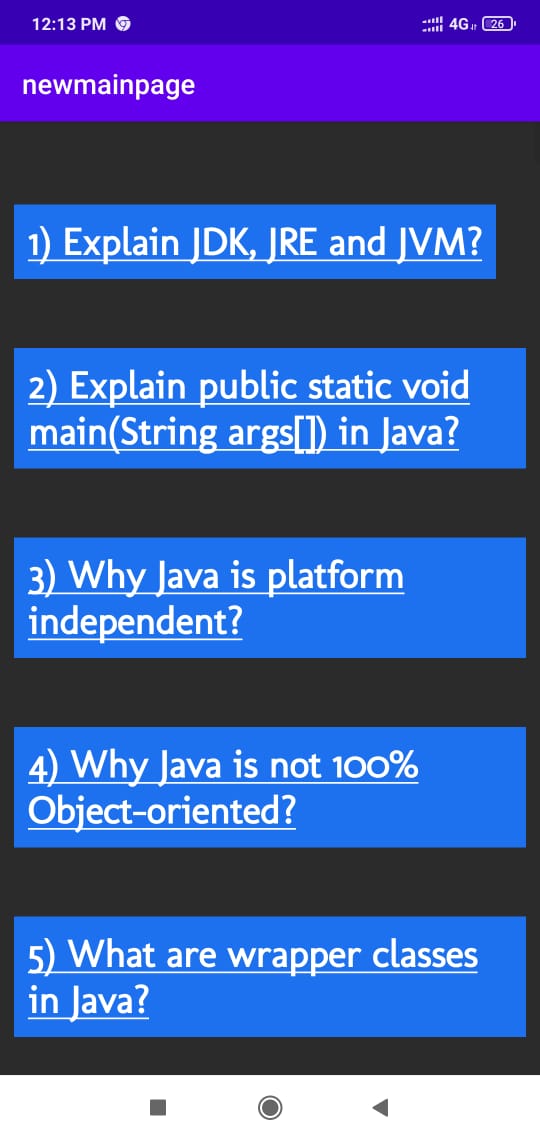 12:13 PM 4G 26
newmainpage
1) Explain JDK, JRE and JVM?
2) Explain public static void
main(String args[]) in Java?
3) Why Java is platform
independent?
4) Why Java is not 100%
Object-oriented?
5) What are wrapper classes
in Java?